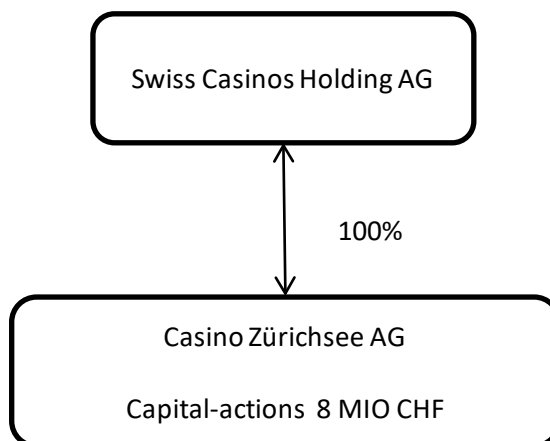 Swiss Casinos Holding AG
100%
Casino Zürichsee AG
Capital-actions 8 MIO CHF